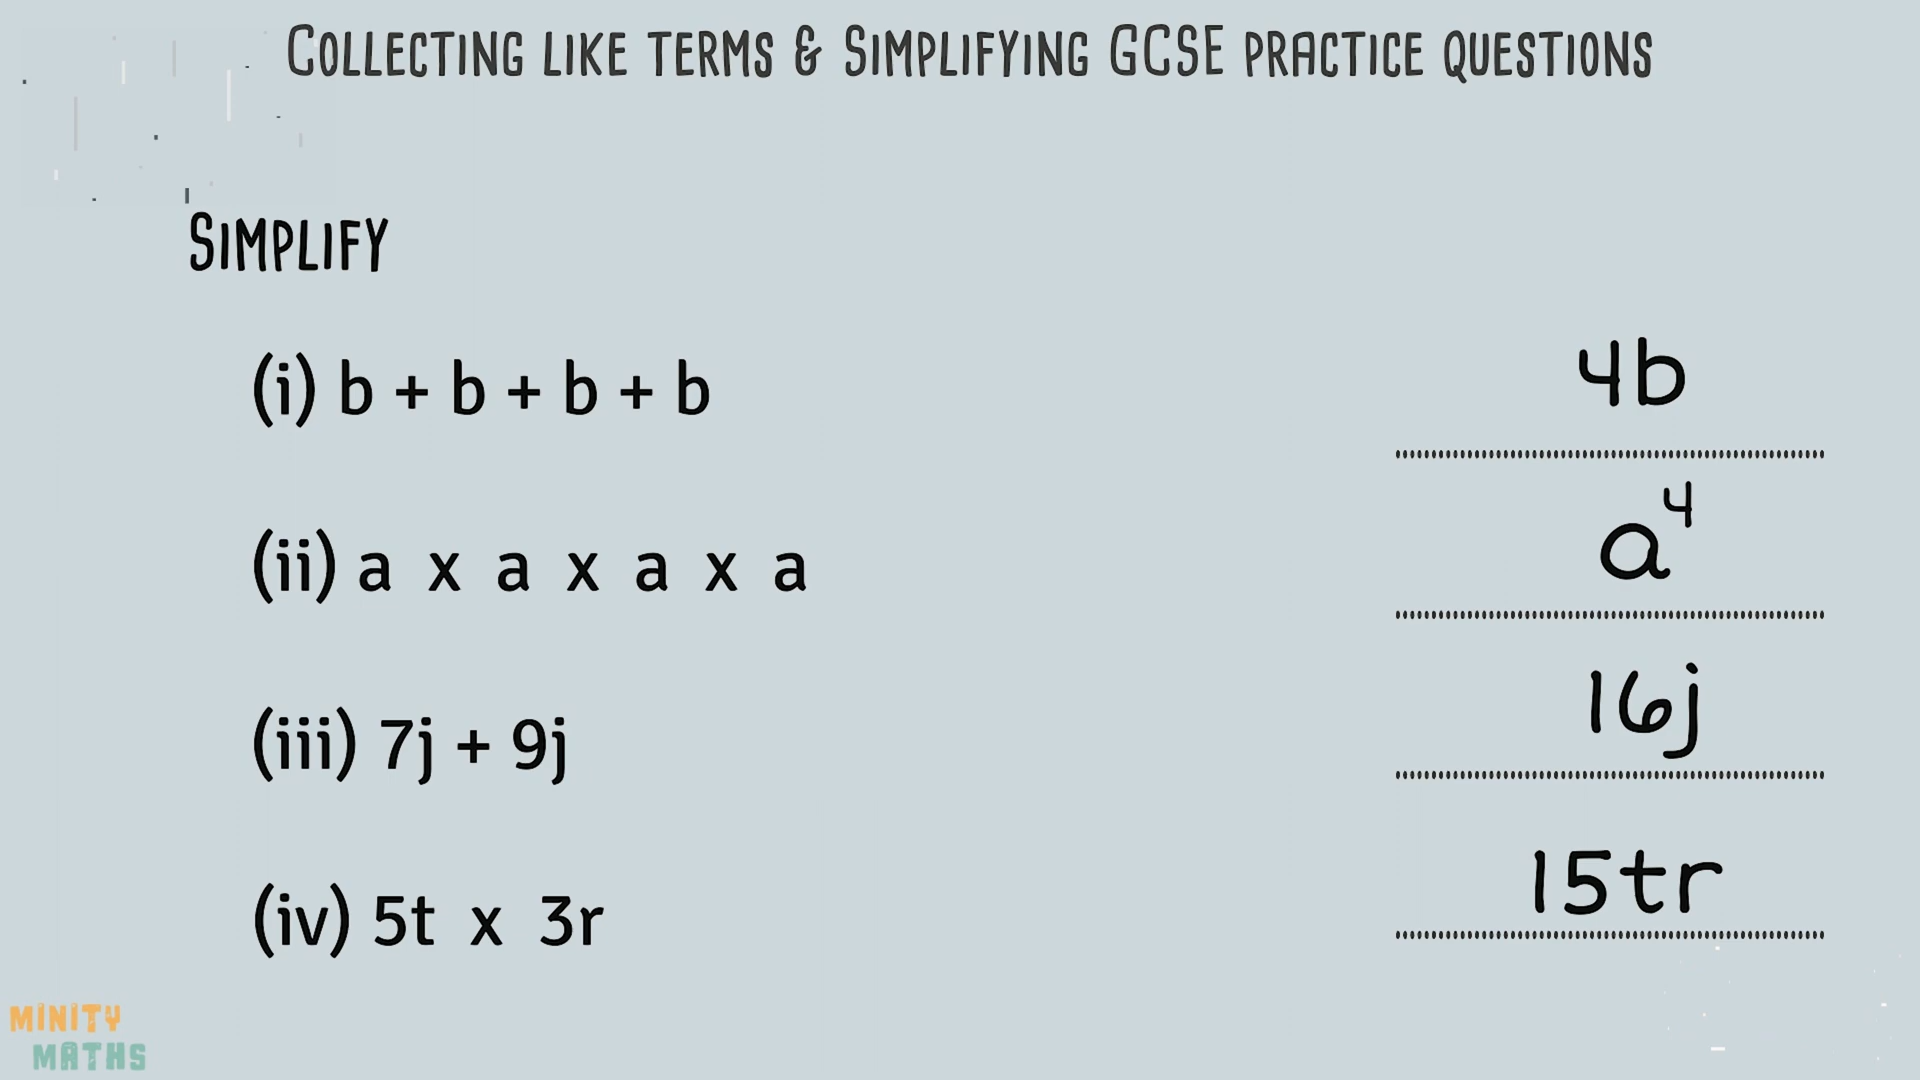 Collecting like terms & Simplifying GCSE practice questions
Simplify
(i) b + b + b + b
4b
(ii) a x a x a x a
a⁴
(iii) 7j + 9j
16j
(iv) 5t x 3r
15tr
MINITY
MATHS